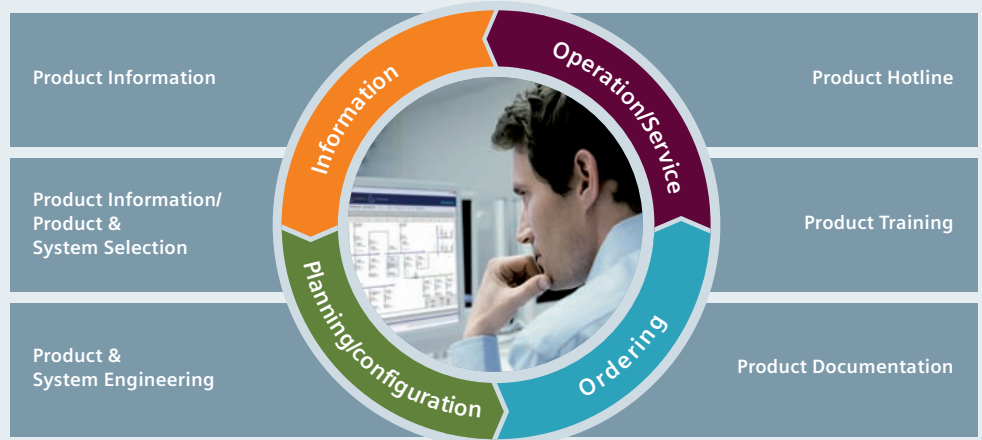 Product Information
Product Information/
Product &
System Selection
Product &
System Engineering
Information
Operation/Service
Planning/configuration
Ordering
Product Hotline
Product Training
Product Documentation